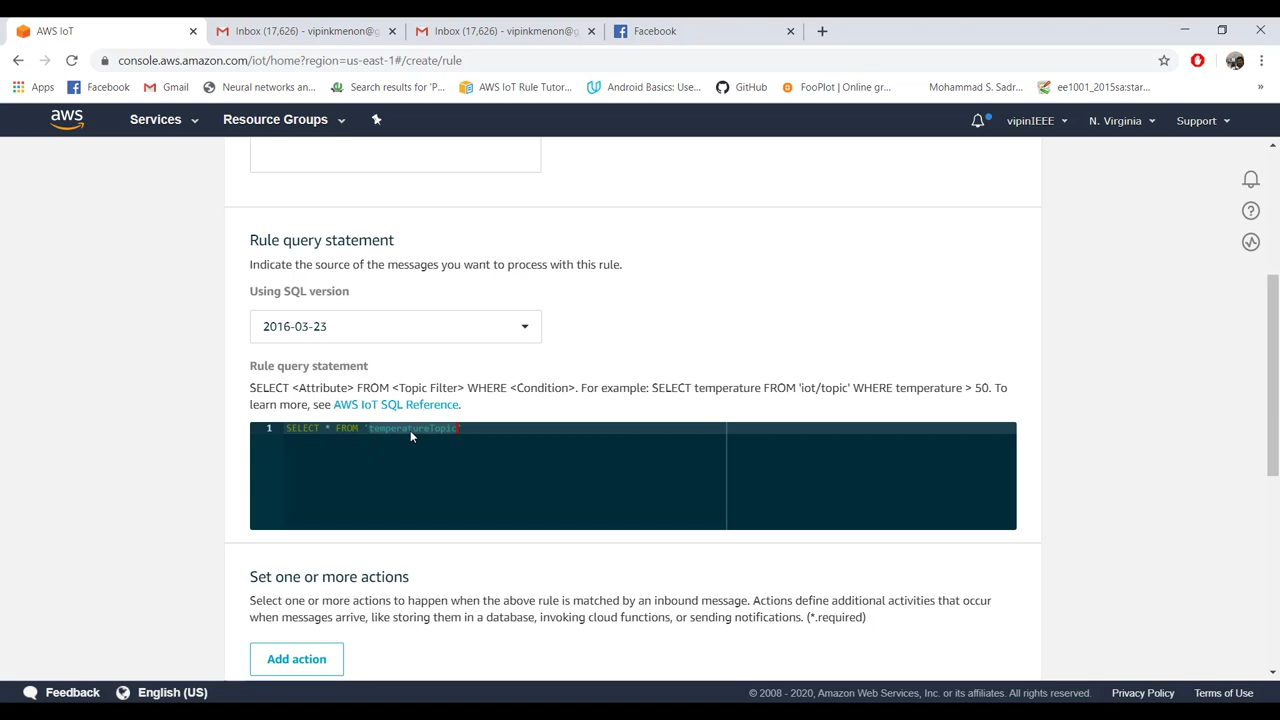 AWS IoT
Inbox (17,626) - vipinkmenon@g
Inbox (17,626) - vipinkmenon@g
Facebook
console.aws.amazon.com/iot/home?region=us-east-1#/create/rule
Apps
Facebook
Gmail
Neural networks an...
Search results for 'P...
AWS IoT Rule Tutor...
Android Basics: Use...
GitHub
FooPlot | Online gr...
Mohammad S. Sadr...
ee1001_2015sa:star...
»
aws
Services
Resource Groups
vipinIEEE
N. Virginia
Support
Rule query statement
Indicate the source of the messages you want to process with this rule.
Using SQL version
2016-03-23
Rule query statement
SELECT <Attribute> FROM <Topic Filter> WHERE <Condition>. For example: SELECT temperature FROM 'iot/topic' WHERE temperature > 50. To
learn more, see AWS IoT SQL Reference.
1 SELECT * FROM 'temperatureTopic'
Set one or more actions
Select one or more actions to happen when the above rule is matched by an inbound message. Actions define additional activities that occur
when messages arrive, like storing them in a database, invoking cloud functions, or sending notifications. (*.required)
Add action
Feedback
English (US)
© 2008 - 2020, Amazon Web Services, Inc. or its affiliates. All rights reserved.
Privacy Policy
Terms of Use